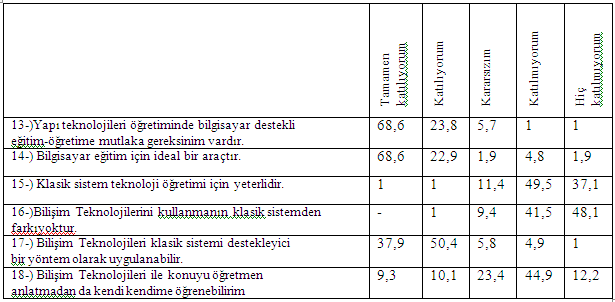 Tamamen katılıyorum
Katılıyorum
Kararsızım
Katılmıyorum
Hiç katılmıyorum
13-)Yapı teknolojileri öğretiminde bilgisayar destekli 68,6 23,8 5,7 1 1
eğitim-öğretime mutlaka gereksinim vardır.
14-) Bilgisayar eğitim için ideal bir araçtır. 68,6 22,9 1,9 4,8 1,9
15-) Klasik sistem teknoloji öğretimi için yeterlidir. 1 1 11,4 49,5 37,1
16-)Bilişim Teknolojilerini kullanmanın klasik sistemden - 1 9,4 41,5 48,1
farkıyoktur.
17-) Bilişim Teknolojileri klasik sistemi destekleyici 37,9 50,4 5,8 4,9 1
bir yöntem olarak uygulanabilir.
18-) Bilişim Teknolojileri ile konuyu öğretmen 9,3 10,1 23,4 44,9 12,2
anlatmadan da kendi kendime öğrenebilirim